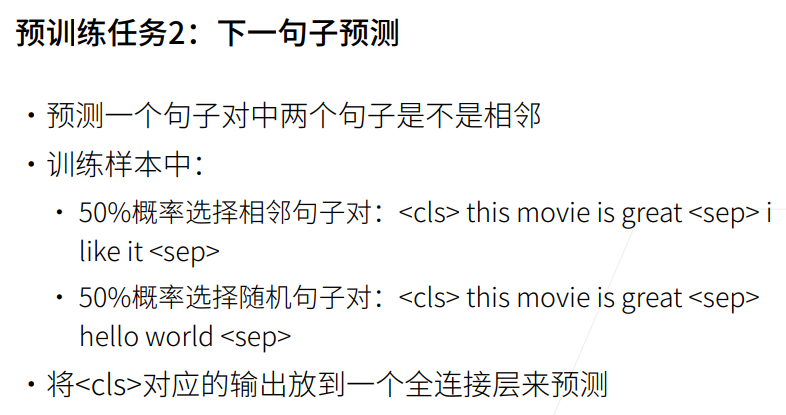 预训练任务2：下一句子预测
• 预测一个句子对中两个句子是不是相邻
• 训练样本中：
• 50%概率选择相邻句子对：<cls> this movie is great <sep> i
like it <sep>
• 50%概率选择随机句子对：<cls> this movie is great <sep>
hello world <sep>
• 将<cls>对应的输出放到一个全连接层来预测